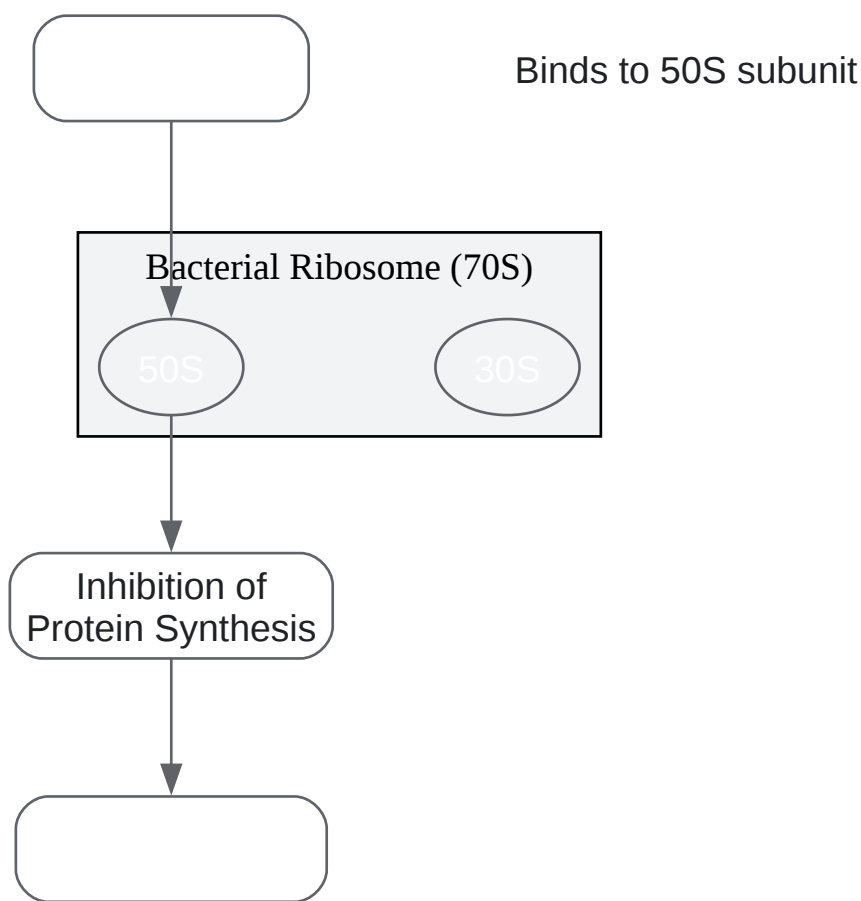 Binds to 50S subunit
Bacterial Ribosome (70S)
50S
30S
Inhibition of
Protein Synthesis